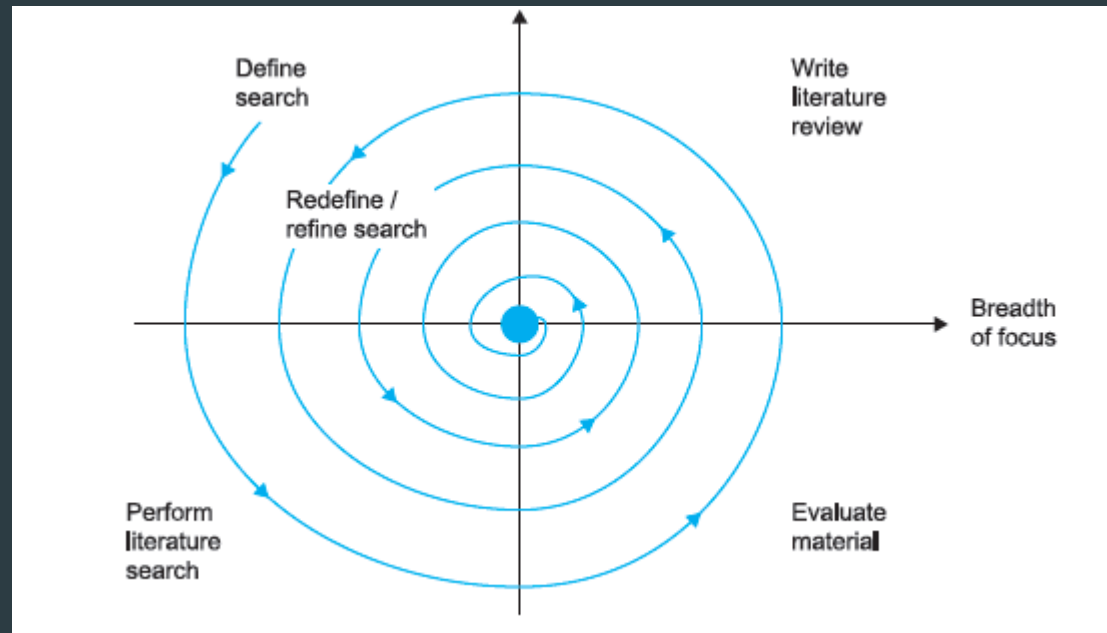 Define
search
Write
literature
review
Redefine /
refine search
Breadth
of focus
Perform
literature
search
Evaluate
material